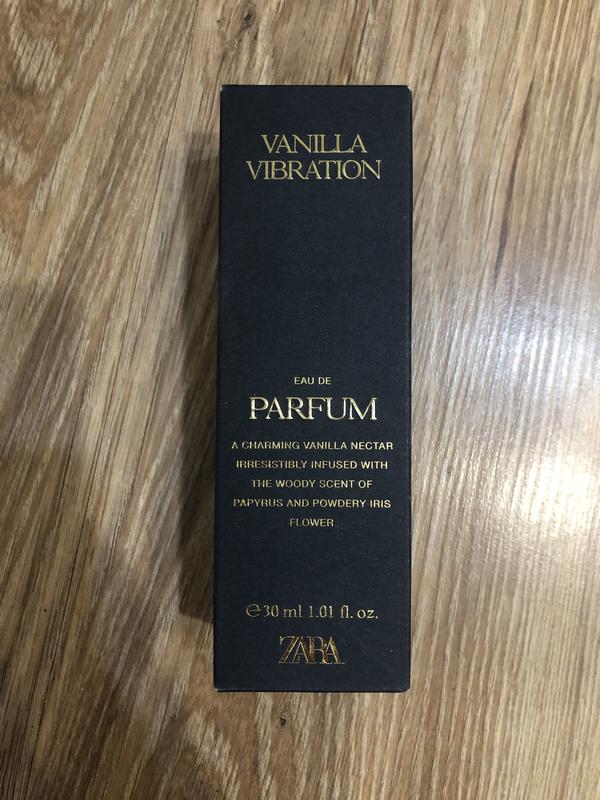 VANILLA
VIBRATION
EAU DE
PARFUM
A CHARMING VANILLA NECTAR
IRRESISTIBLY INFUSED WITH
THE WOODY SCENT OF
PAPYRUS AND POWDERY IRIS
FLOWER
℮30 ml 1.01 fl. oz.
ZARA